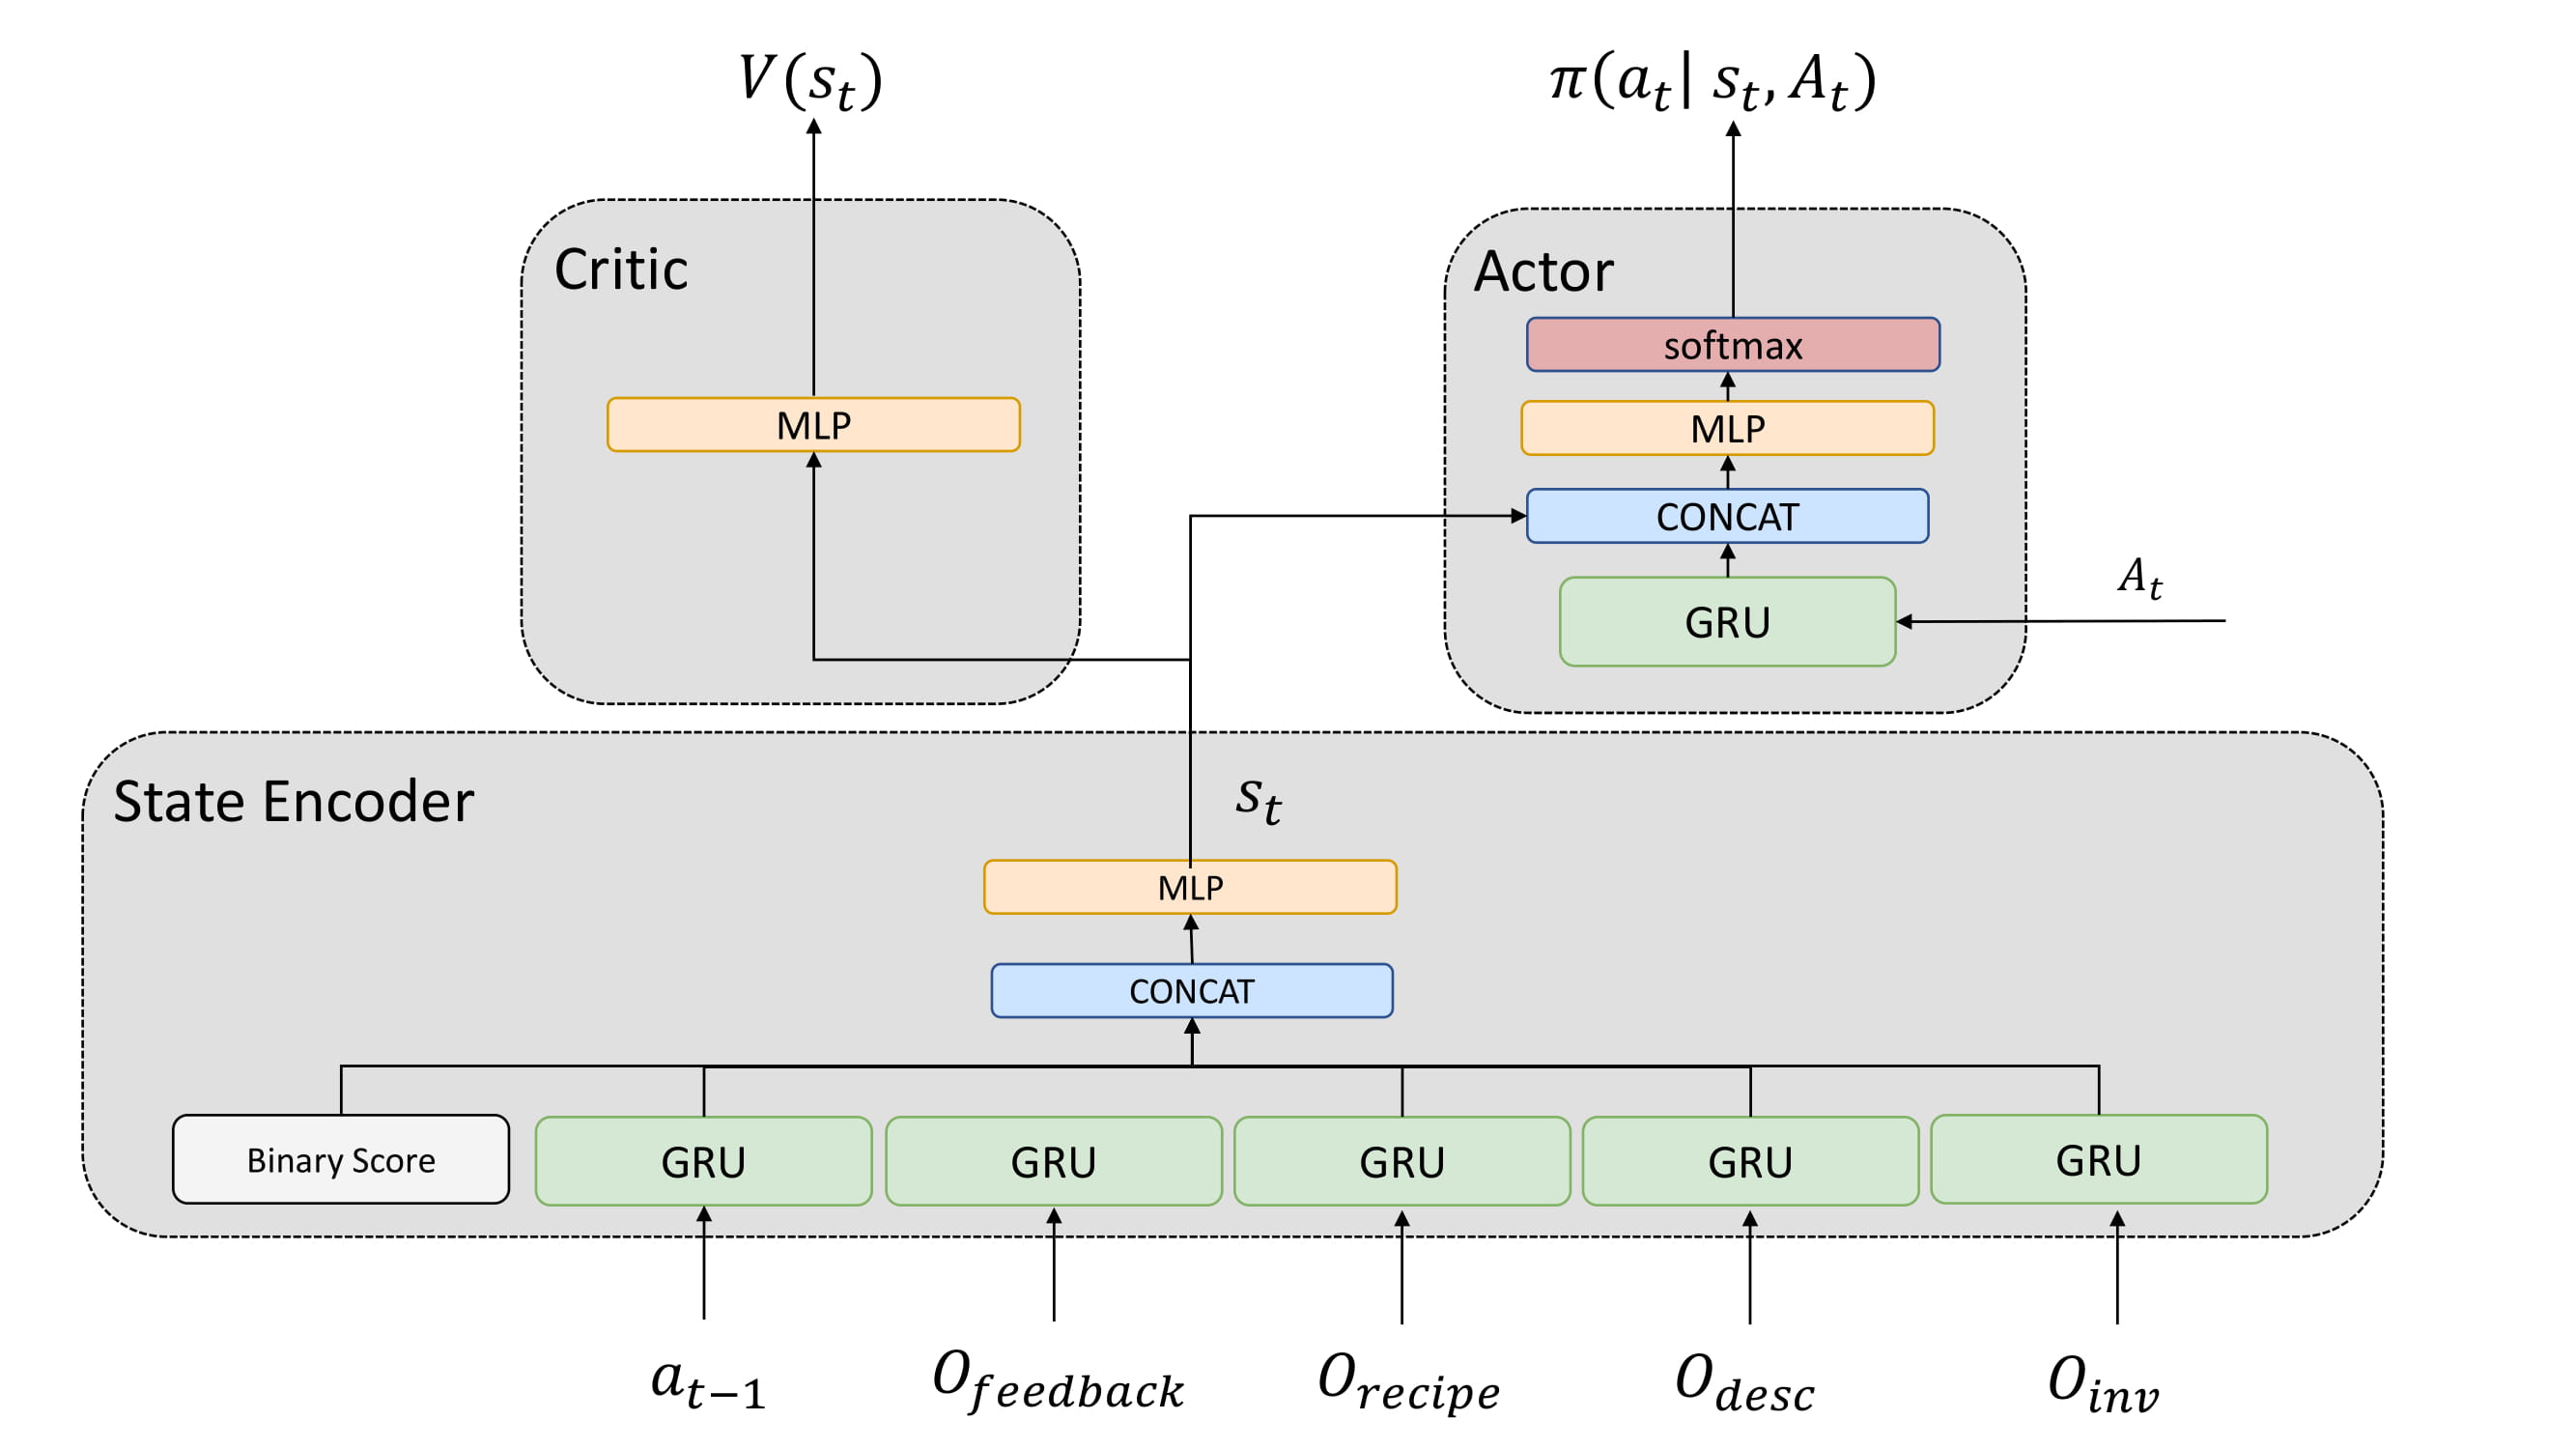 V(s_t)
π(a_t| s_t, A_t)
Critic
MLP
Actor
softmax
MLP
CONCAT
GRU
A_t
State Encoder
s_t
MLP
CONCAT
Binary Score
GRU
GRU
GRU
GRU
GRU
a_{t−1}
O_{feedback}
O_{recipe}
O_{desc}
O_{inv}